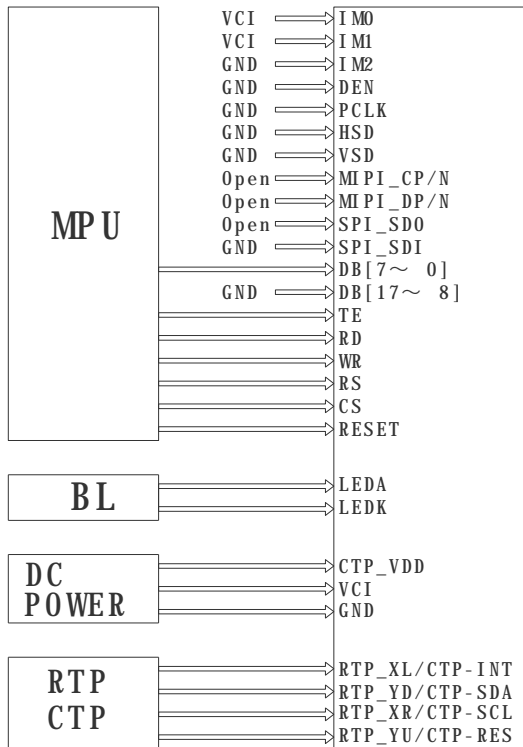 VCI IM0
VCI IM1
GND IM2
GND DEN
GND PCLK
GND HSD
GND VSD
Open MIPI_CP/N
Open MIPI_DP/N
Open SPI_SDO
GND SPI_SDI
MPU
DB[7～ 0]
GND DB[17～ 8]
TE
RD
WR
RS
CS
RESET
BL
LEDA
LEDK
DC
POWER
CTP_VDD
VCI
GND
RTP
CTP
RTP_XL/CTP-INT
RTP_YD/CTP-SDA
RTP_XR/CTP-SCL
RTP_YU/CTP-RES